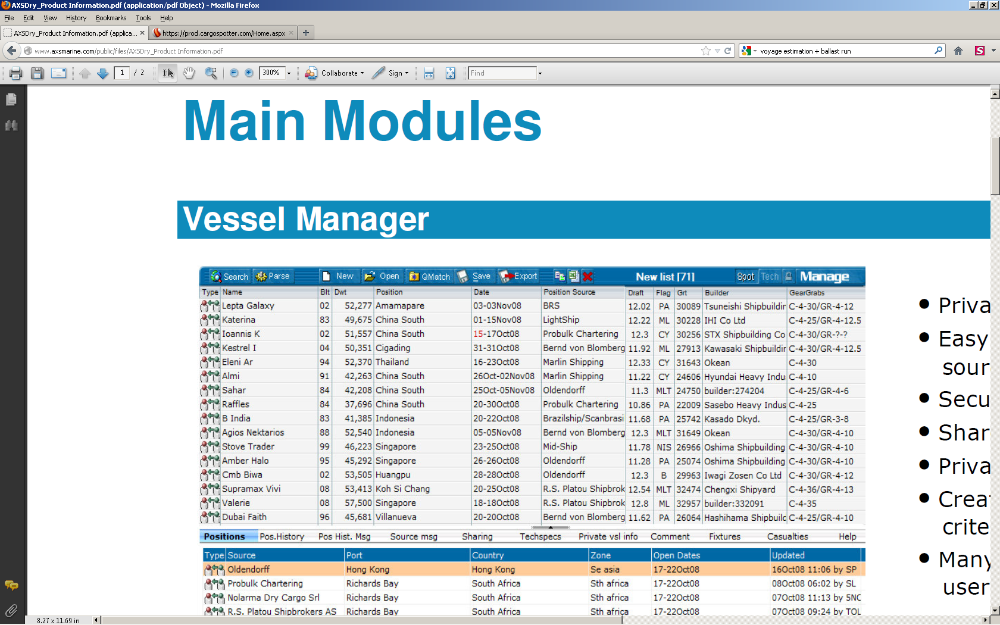 AXSDry_Product Information.pdf (application/pdf Object) - Mozilla Firefox
File Edit View History Bookmarks Tools Help
AXSDry_Product Information.pdf (applica... https://prod.cargospotter.com/Home.aspx
www.axsmarine.com/public/files/AXSDry_Product Information.pdf voyage estimation + ballast run
1 / 2 300% Collaborate Sign Find
Main Modules
Vessel Manager
Search Parse New Open QMatch Save Export New list [71] Spot Tech Manage
Type Name Blt Dwt Position Date Position Source Draft Flag Grt Builder GearGrabs
Lepta Galaxy 02 52,277 Amamapare 03-03Nov08 BRS 12.02 PA 30089 Tsuneishi Shipbuildir C-4-30/GR-4-12
Katerina 83 49,675 China South 01-15Nov08 LightShip 12.22 ML 30228 IHI Co Ltd C-4-25/GR-4-12.5
Ioannis K 02 51,557 China South 15-17Oct08 Probulk Chartering 12.3 CY 30256 STX Shipbuilding Co C-4-30/GR-?-?
Kestrel I 04 50,351 Cigading 31-31Oct08 Bernd von Blomberg 11.92 ML 27913 Kawasaki Shipbuildir C-4-30/GR-4-12.5
Eleni Ar 94 52,370 Thailand 16-23Oct08 Marlin Shipping 12.33 CY 31643 Okean C-4-30
Almi 91 42,263 China South 26Oct-02Nov08 Marlin Shipping 11.22 CY 24606 Hyundai Heavy Indu: C-4-10
Sahar 84 42,208 China South 25Oct-05Nov08 Oldendorff 11.3 MLT 24750 builder:274204 C-4-25/GR-4-6
Raffles 84 37,696 China South 20-30Oct08 Probulk Chartering 10.86 PA 22009 Sasebo Heavy Indus C-4-25
B India 83 41,385 Indonesia 20-22Oct08 Brazilship/Scanbrasi 11.68 PA 25742 Kasado Dkyd. C-4-25/GR-3-8
Agios Nektarios 88 52,540 Indonesia 05-05Nov08 Bernd von Blomberg 12.3 MLT 31649 Okean C-4-30/GR-4-10
Stove Trader 99 46,223 Singapore 23-25Oct08 Mid-Ship 11.78 NIS 26966 Oshima Shipbuilding C-4-30/GR-4-10
Amber Halo 95 45,292 Singapore 26-26Oct08 Oldendorff 11.28 PA 25074 Oshima Shipbuilding C-4-30/GR-4-10
Cmb Biwa 02 53,505 Huangpu 28-28Oct08 Oldendorff 12.3 B 29963 Iwagi Zosen Co Ltd C-4-30/GR-4-12
Supramax Vivi 08 53,413 Koh Si Chang 20-25Oct08 R.S. Platou Shipbrok 12.54 MLT 32474 Chengxi Shipyard C-4-36/GR-4-13
Valerie 08 57,500 Singapore 18-18Oct08 R.S. Platou Shipbrok 12.8 ML 32957 builder:332091 C-4-35
Dubai Faith 96 45,681 Villanueva 20-20Oct08 Bernd von Blomberg 11.62 PA 26064 Hashihama Shipbuilc C-4-25/GR-4-10
Positions Pos.History Pos Hist. Msg Source msg Sharing Techspecs Private vsl info Comment Fixtures Casualties Help
Type Source Port Country Zone Open Dates Updated
Oldendorff Hong Kong Hong Kong Se asia 17-22Oct08 16Oct08 11:06 by SP
Probulk Chartering Richards Bay South Africa Sth africa 17-22Oct08 08Oct08 06:02 by SL
Nolarma Dry Cargo Srl Richards Bay South Africa Sth africa 17-22Oct08 07Oct08 11:13 by SNC
R.S. Platou Shipbrokers AS Richards Bay South Africa Sth africa 17-22Oct08 07Oct08 09:24 by TOL
• Priva
• Easy
sour
• Secu
• Shar
• Priva
• Crea
crite
• Many
user
8.27 x 11.69 in